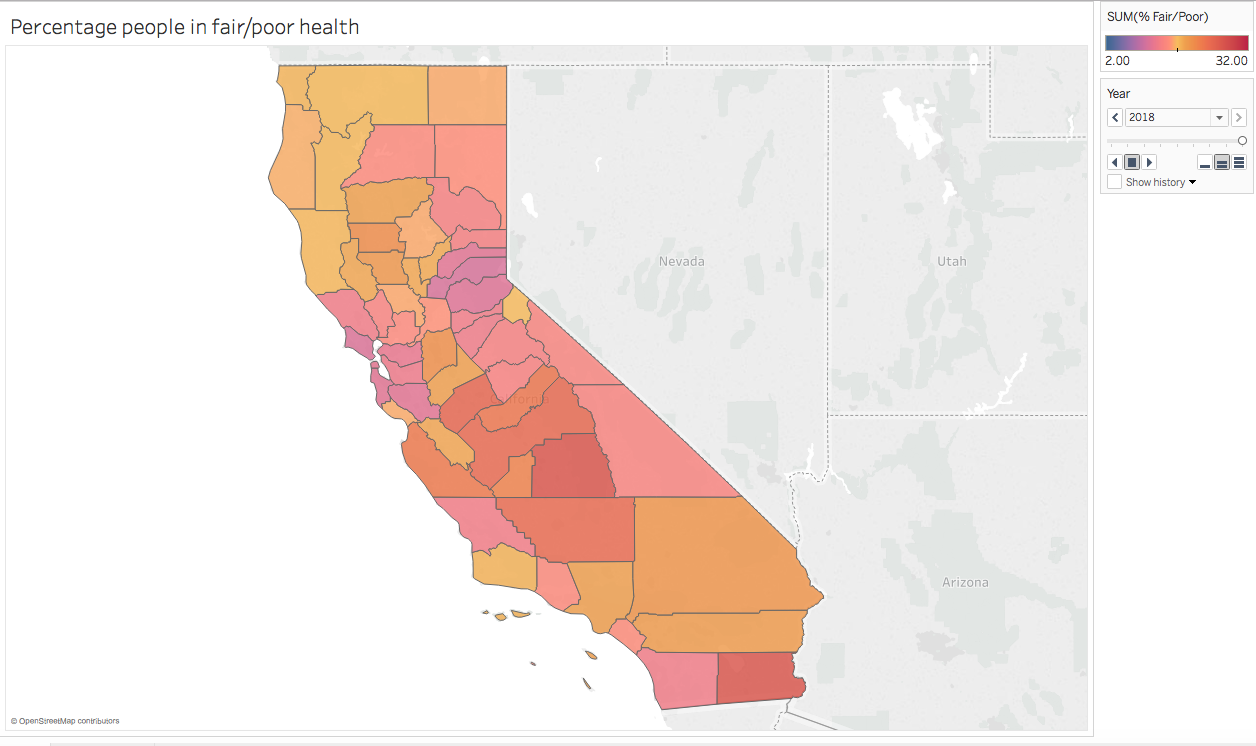 Percentage people in fair/poor health
SUM(% Fair/Poor)
2.00 32.00
Year
2018
Show history
Nevada
Utah
California
Arizona
© OpenStreetMap contributors